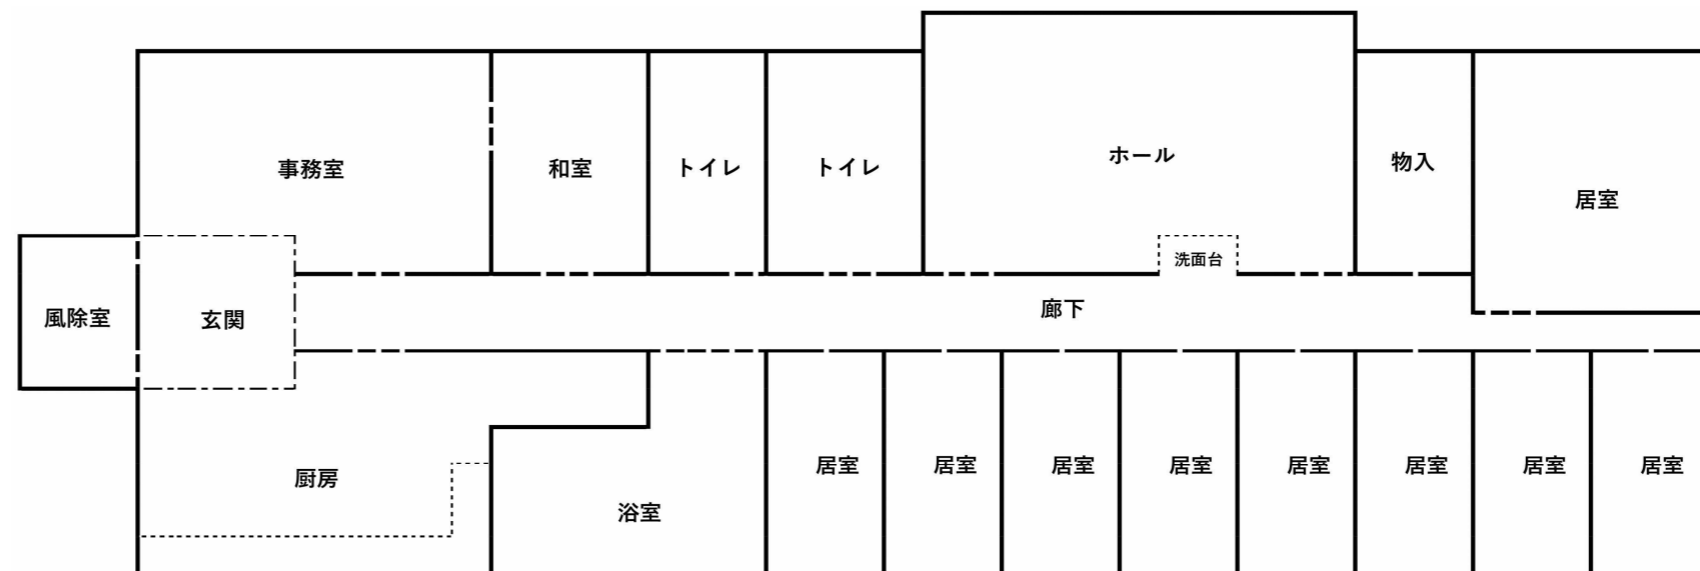 ホール
物入
事務室
和室
トイレ
トイレ
居室
洗面台
風除室
玄関
廊下
厨房
浴室
居室
居室
居室
居室
居室
居室
居室
居室